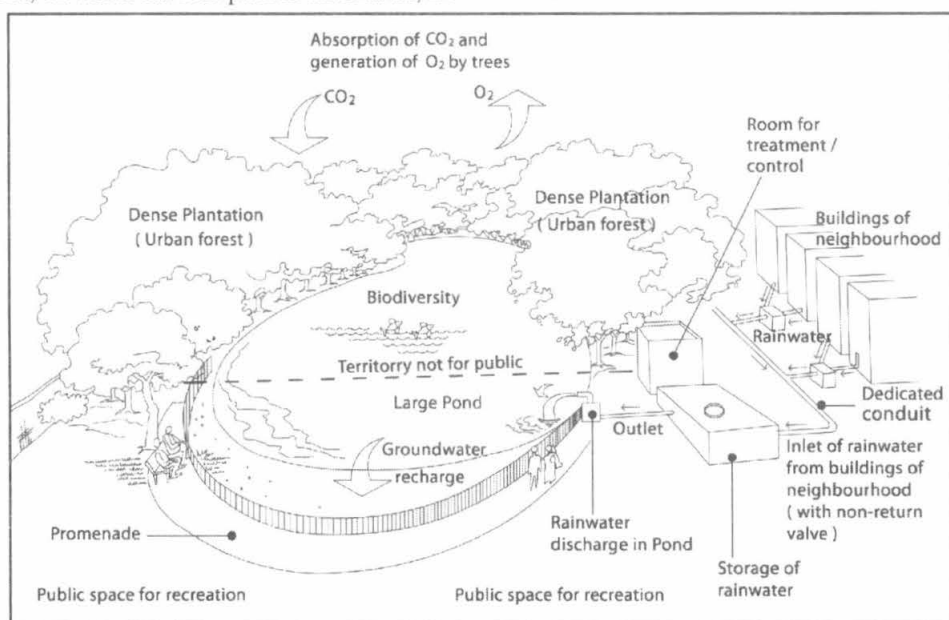 Absorption of CO2 and
generation of O2 by trees
CO2
O2
Room for
treatment /
control
Dense Plantation
( Urban forest )
Dense Plantation
( Urban forest )
Buildings of
neighbourhood
Biodiversity
Rainwater
Territorry not for public
Large Pond
Dedicated
conduit
Outlet
Groundwater
recharge
Inlet of rainwater
from buildings of
neighbourhood
( with non-return
valve )
Promenade
Rainwater
discharge in Pond
Storage of
rainwater
Public space for recreation
Public space for recreation